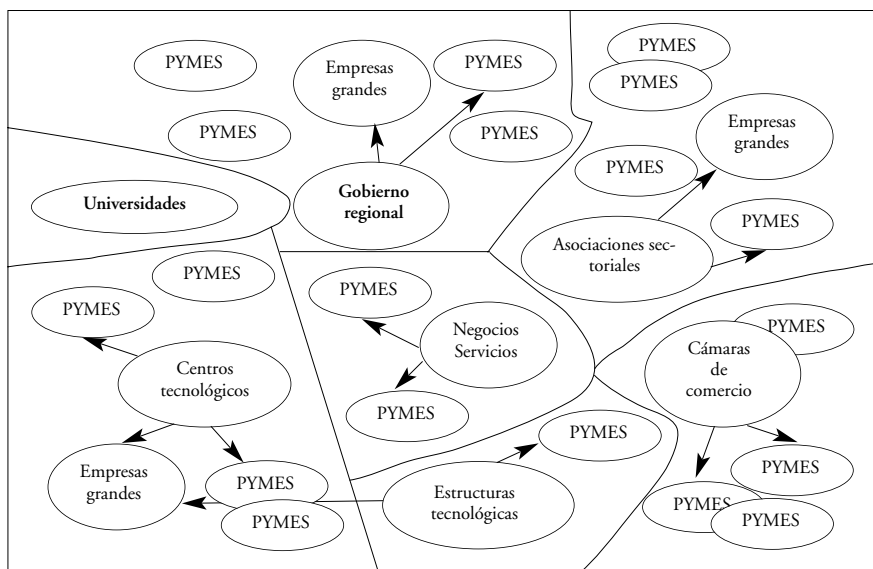 PYMES
Empresas
grandes
PYMES
PYMES
PYMES
PYMES
PYMES
Empresas
grandes
PYMES
Universidades
Gobierno
regional
PYMES
Asociaciones sec-
toriales
PYMES
PYMES
PYMES
PYMES
Negocios
Servicios
PYMES
Cámaras
de
comercio
Centros
tecnológicos
PYMES
PYMES
Empresas
grandes
PYMES
PYMES
Estructuras
tecnológicas
PYMES
PYMES
PYMES
PYMES